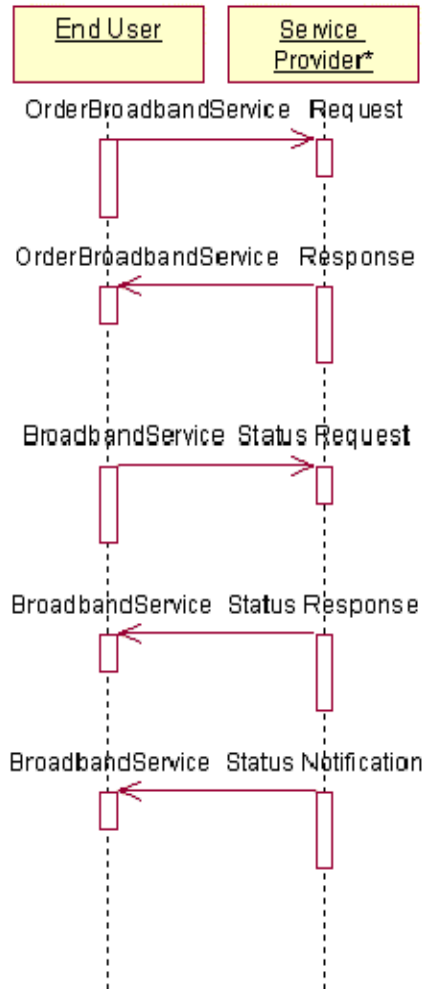 End User
Service
Provider*
OrderBroadbandService Request
OrderBroadbandService Response
BroadbandService Status Request
BroadbandService Status Response
BroadbandService Status Notification